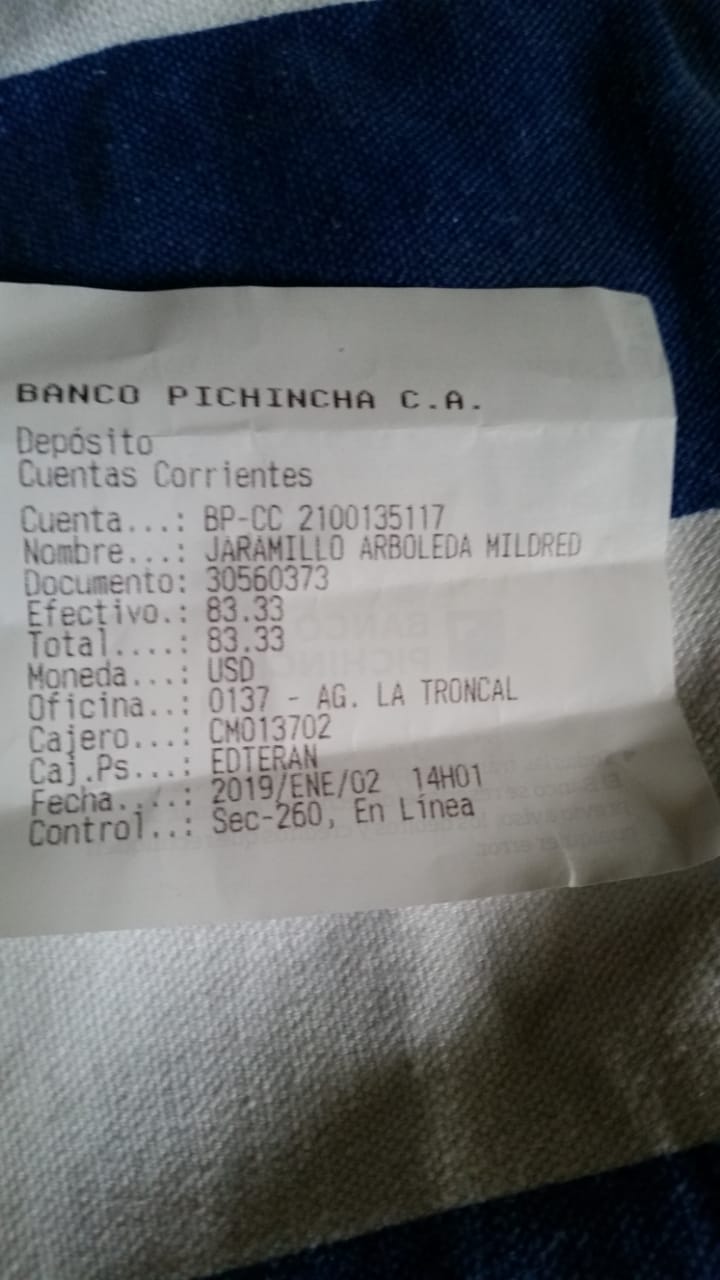 BANCO PICHINCHA C.A.
Depósito
Cuentas Corrientes
Cuenta...: BP-CC 2100135117
Nombre...: JARAMILLO ARBOLEDA MILDRED
Documento: 30560373
Efectivo.: 83.33
Total....: 83.33
Moneda...: USD
Oficina..: 0137 - AG. LA TRONCAL
Cajero...: CM013702
Caj.Ps...: EDTERAN
Fecha....: 2019/ENE/02 14H01
Control..: Sec-260, En Línea